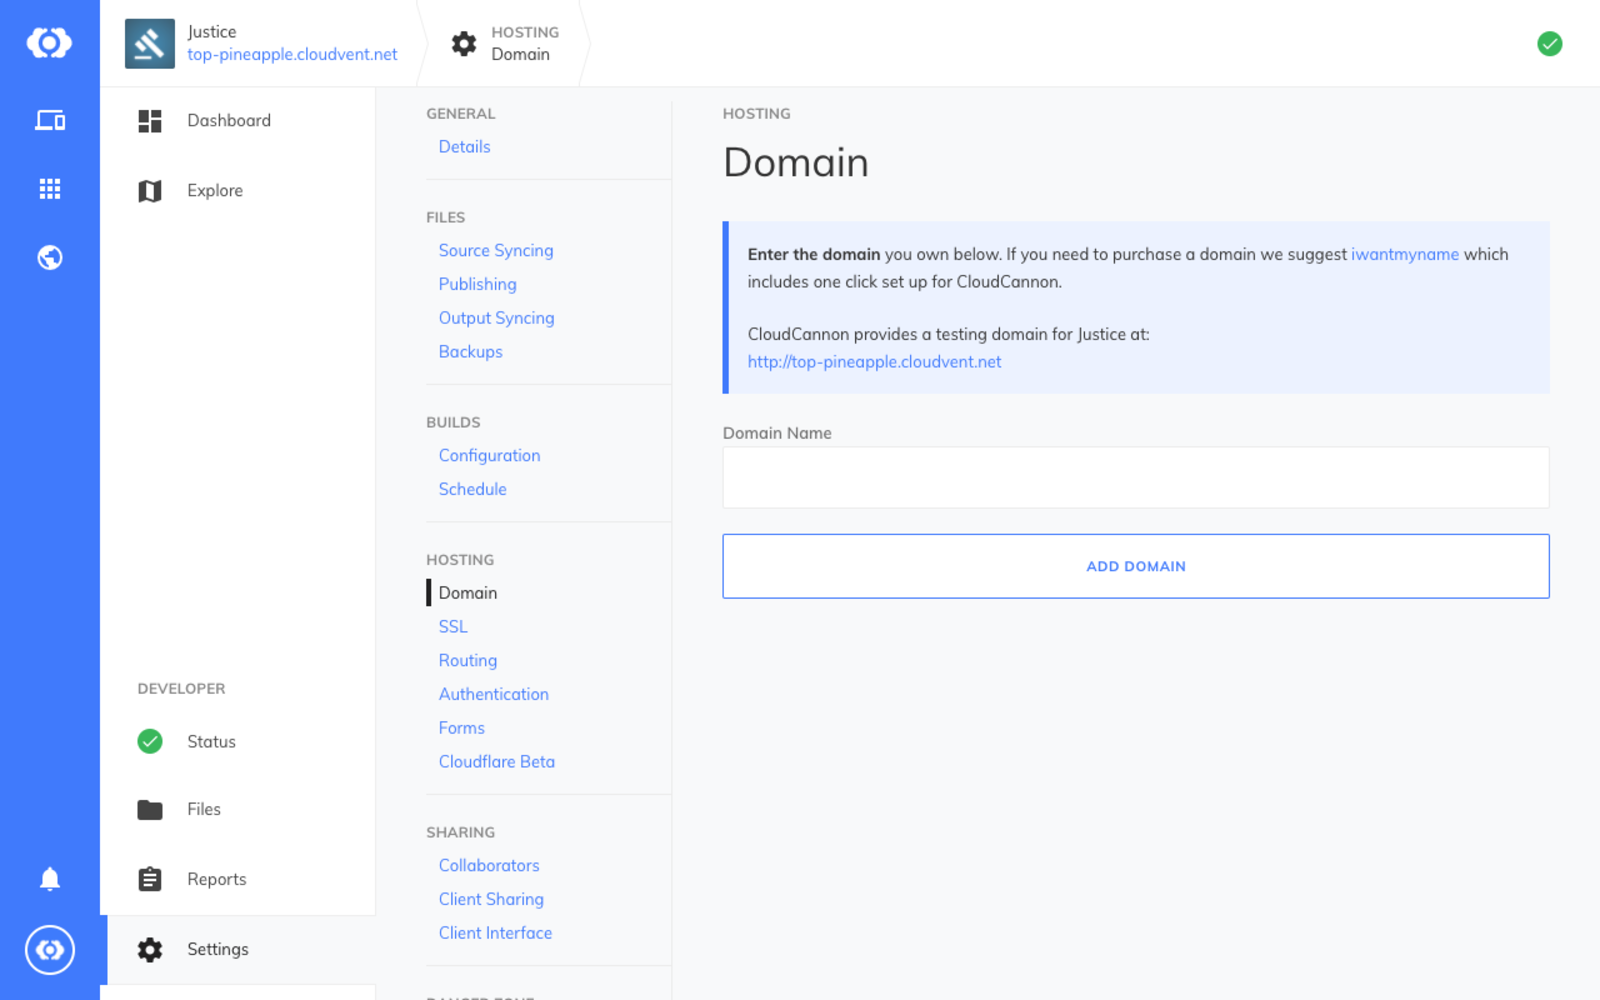 Justice
top-pineapple.cloudvent.net
HOSTING
Domain
Dashboard
Explore
DEVELOPER
Status
Files
Reports
Settings
GENERAL
Details
FILES
Source Syncing
Publishing
Output Syncing
Backups
BUILDS
Configuration
Schedule
HOSTING
Domain
SSL
Routing
Authentication
Forms
Cloudflare Beta
SHARING
Collaborators
Client Sharing
Client Interface
DANGER ZONE
HOSTING
Domain
Enter the domain you own below. If you need to purchase a domain we suggest iwantmyname which
includes one click set up for CloudCannon.
CloudCannon provides a testing domain for Justice at:
http://top-pineapple.cloudvent.net
Domain Name
ADD DOMAIN